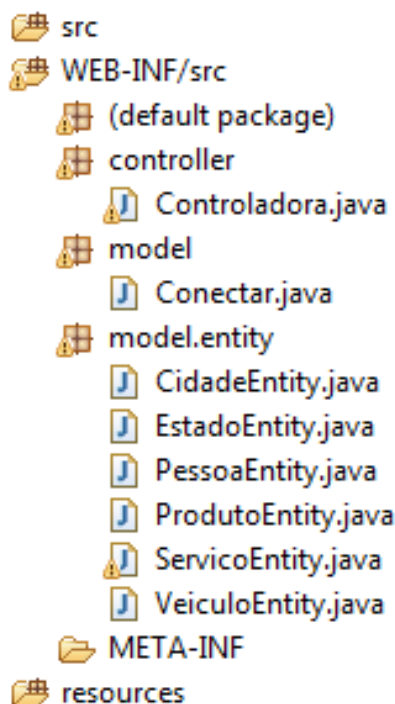 src
WEB-INF/src
(default package)
controller
Controladora.java
model
Conectar.java
model.entity
CidadeEntity.java
EstadoEntity.java
PessoaEntity.java
ProdutoEntity.java
ServicoEntity.java
VeiculoEntity.java
META-INF
resources